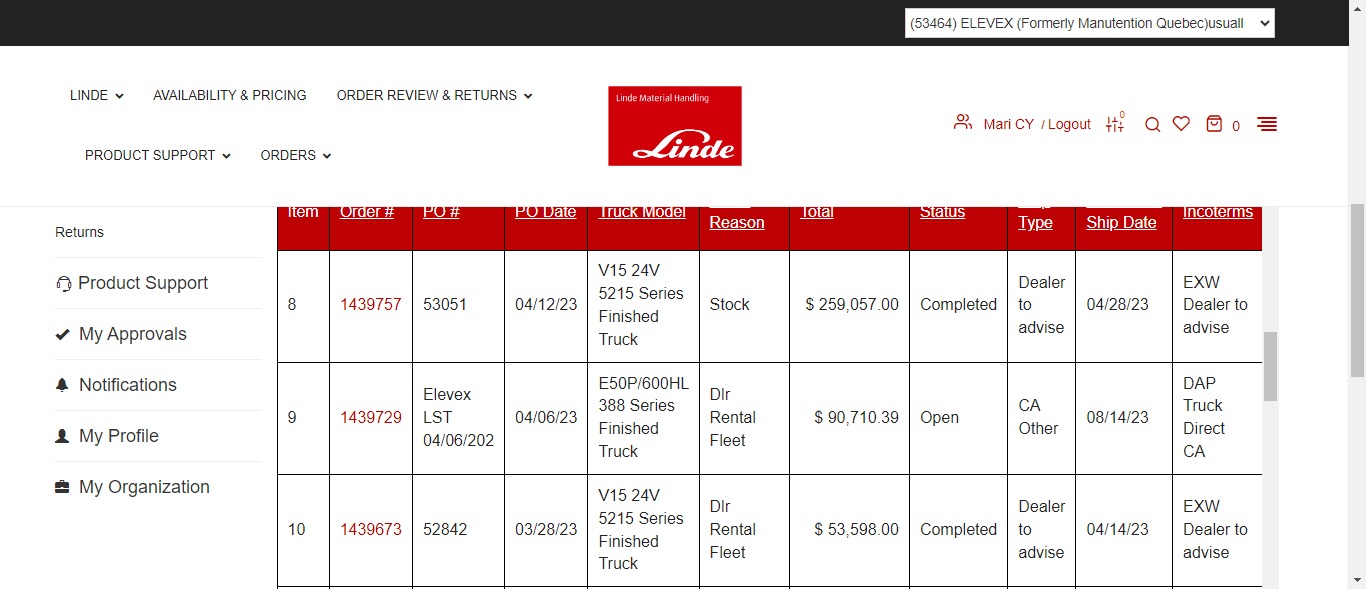 (53464) ELEVEX (Formerly Manutention Quebec)usuall
LINDE
AVAILABILITY & PRICING
ORDER REVIEW & RETURNS
PRODUCT SUPPORT
ORDERS
Linde Material Handling
Linde
Mari CY / Logout
0
0
Returns
Product Support
My Approvals
Notifications
My Profile
My Organization
Item
Order #
PO #
PO Date
Truck Model
Reason
Total
Status
Type
Ship Date
Incoterms
8
1439757
53051
04/12/23
V15 24V
5215 Series
Finished
Truck
Stock
$ 259,057.00
Completed
Dealer
to
advise
04/28/23
EXW
Dealer to
advise
9
1439729
Elevex
LST
04/06/202
04/06/23
E50P/600HL
388 Series
Finished
Truck
Dlr
Rental
Fleet
$ 90,710.39
Open
CA
Other
08/14/23
DAP
Truck
Direct
CA
10
1439673
52842
03/28/23
V15 24V
5215 Series
Finished
Truck
Dlr
Rental
Fleet
$ 53,598.00
Completed
Dealer
to
advise
04/14/23
EXW
Dealer to
advise